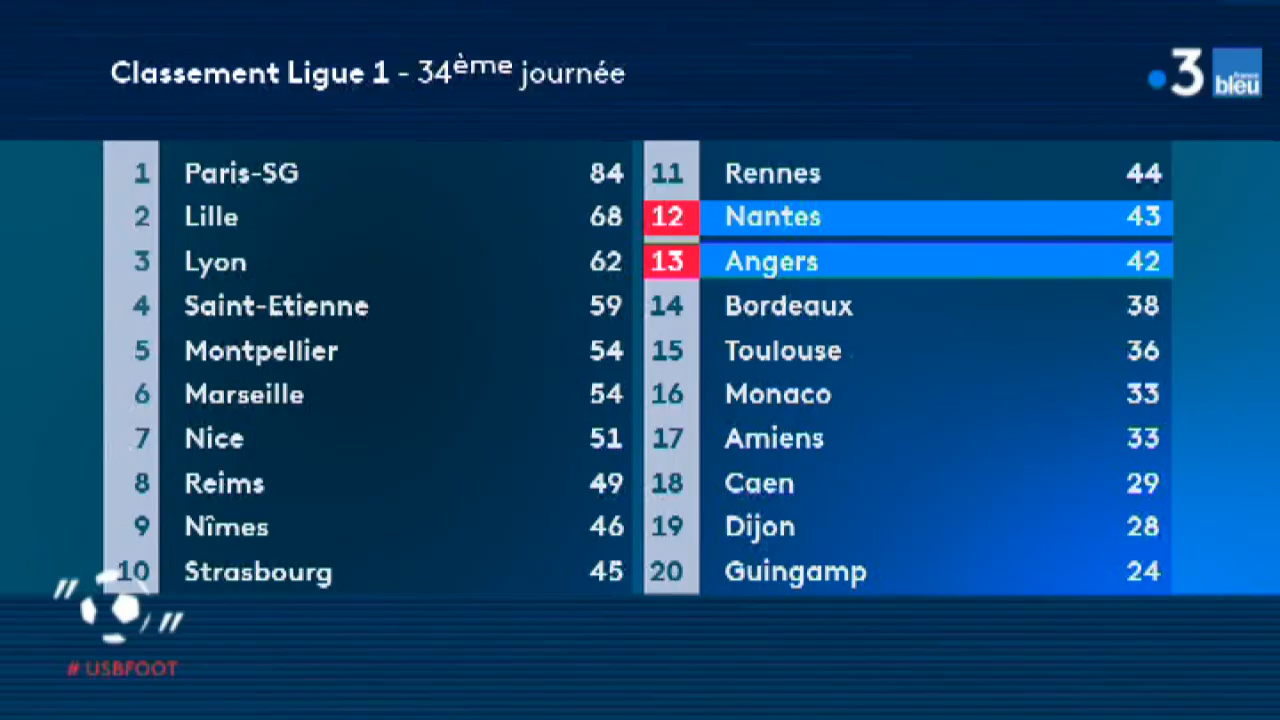 Classement Ligue 1 - 34ème journée
3
france
bleu
1 Paris-SG 84
2 Lille 68
3 Lyon 62
4 Saint-Etienne 59
5 Montpellier 54
6 Marseille 54
7 Nice 51
8 Reims 49
9 Nîmes 46
10 Strasbourg 45
11 Rennes 44
12 Nantes 43
13 Angers 42
14 Bordeaux 38
15 Toulouse 36
16 Monaco 33
17 Amiens 33
18 Caen 29
19 Dijon 28
20 Guingamp 24
# USBFOOT